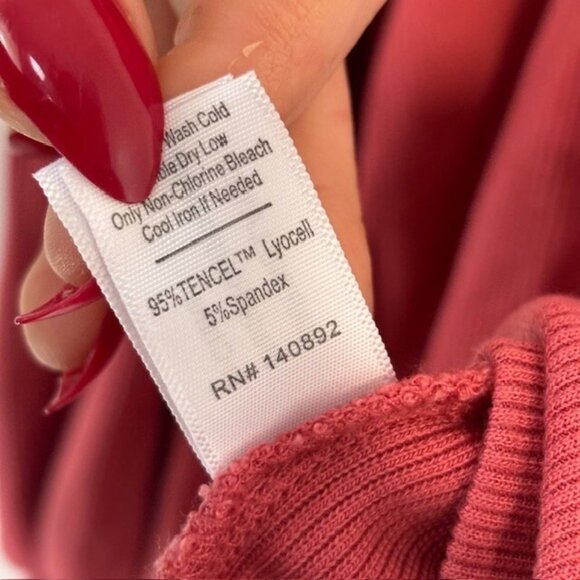 Wash Cold
Dry Low
Only Non-Chlorine Bleach
Cool Iron If Needed
95%TENCEL™ Lyocell
5%Spandex
RN# 140892